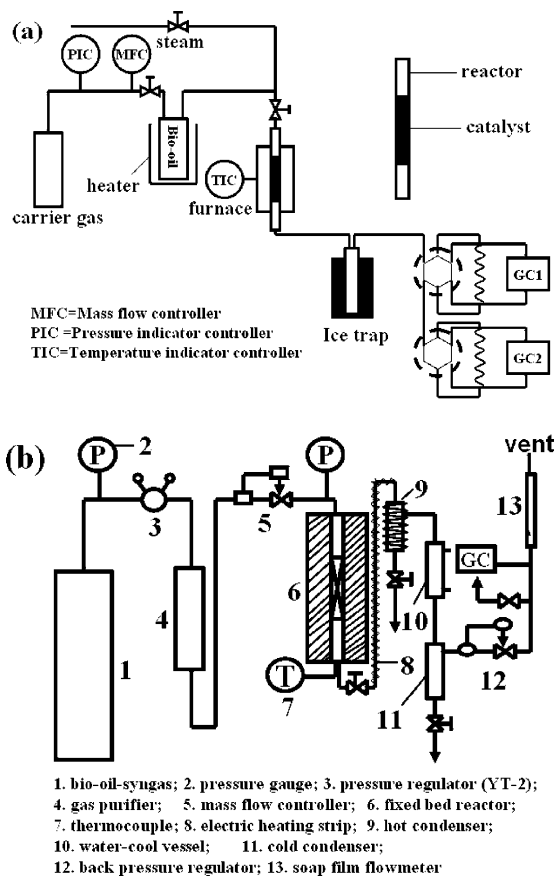 (a)
steam
PIC
MFC
Bio-oil
heater
TIC
furnace
carrier gas
reactor
catalyst
Ice trap
GC1
GC2
MFC=Mass flow controller
PIC =Pressure indicator controller
TIC=Temperature indicator controller
(b)
P
2
3
1
4
5
P
6
T
7
8
9
10
11
vent
13
GC
12
1. bio-oil-syngas; 2. pressure gauge; 3. pressure regulator (YT-2);
4. gas purifier; 5. mass flow controller; 6. fixed bed reactor;
7. thermocouple; 8. electric heating strip; 9. hot condenser;
10. water-cool vessel; 11. cold condenser;
12. back pressure regulator; 13. soap film flowmeter